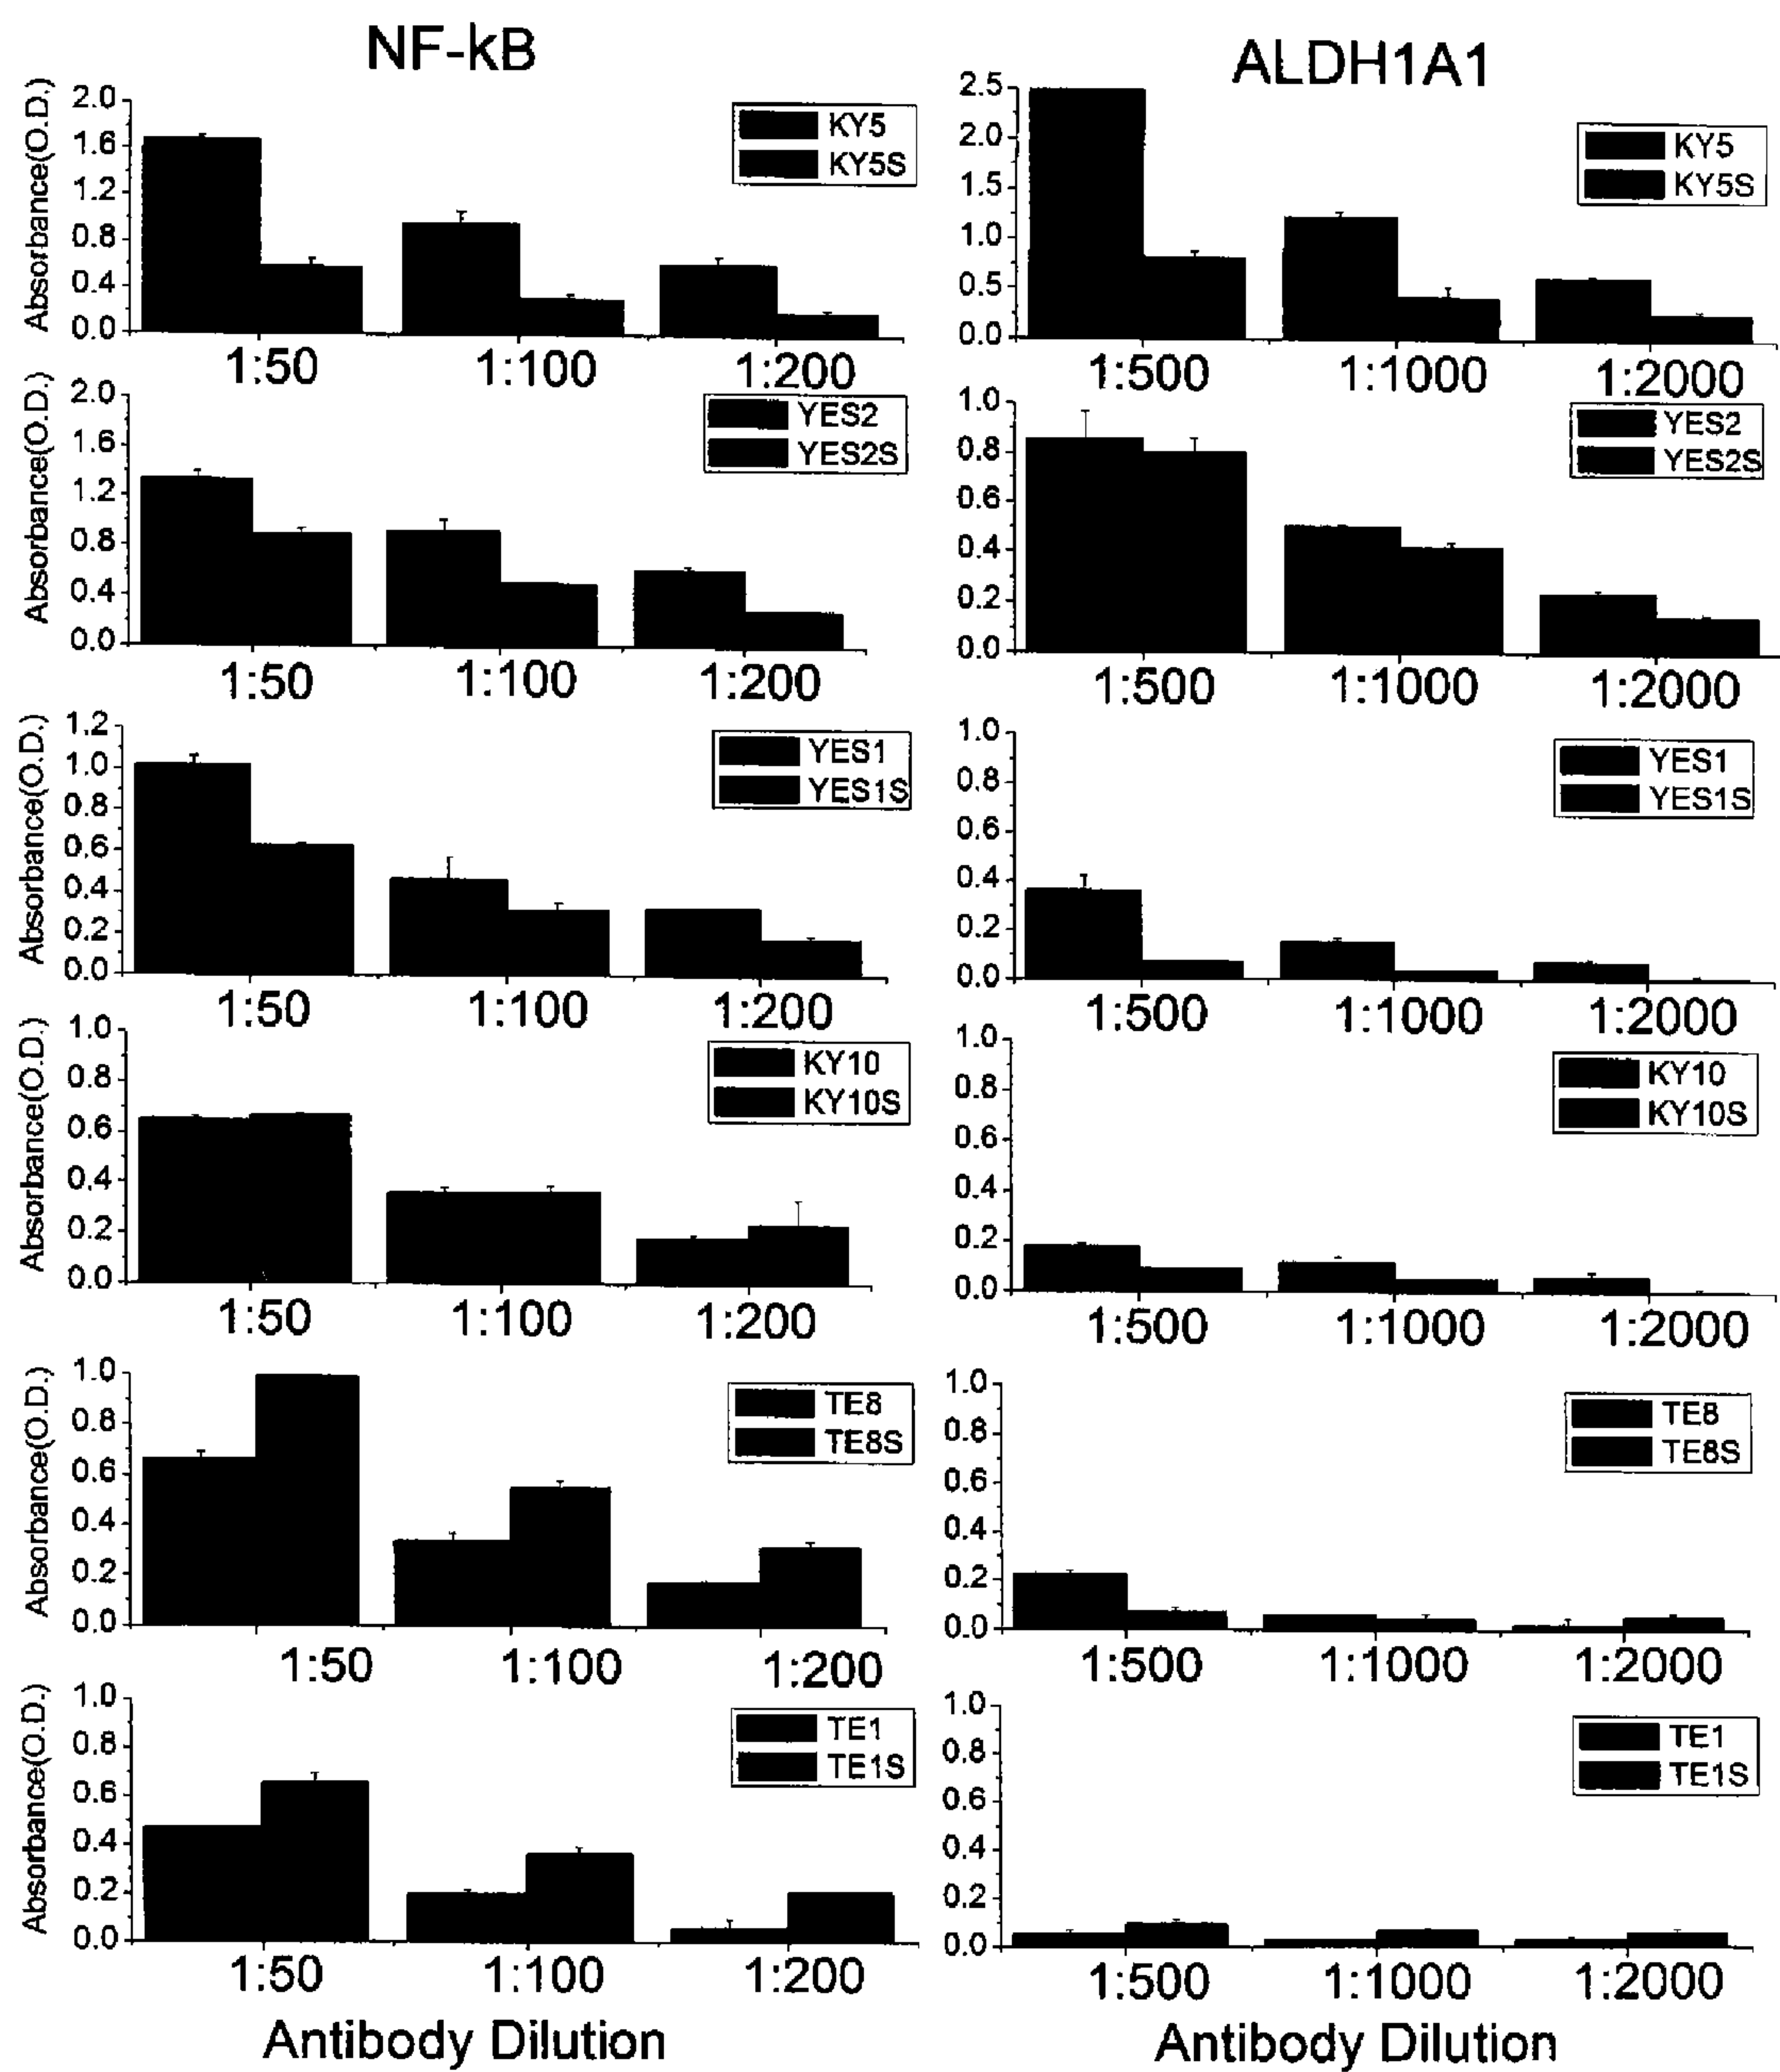 NF-kB
Absorbance(O.D.)
2.0
1.6
1.2
0.8
0.4
0.0
KY5
KY5S
1:50 1:100 1:200
Absorbance(O.D.)
2.0
1.6
1.2
0.8
0.4
0.0
YES2
YES2S
1:50 1:100 1:200
Absorbance(O.D.)
1.2
1.0
0.8
0.6
0.4
0.2
0.0
YES1
YES1S
1:50 1:100 1:200
Absorbance(O.D.)
1.0
0.8
0.6
0.4
0.2
0.0
KY10
KY10S
1:50 1:100 1:200
Absorbance(O.D.)
1.0
0.8
0.6
0.4
0.2
0.0
TE8
TE8S
1:50 1:100 1:200
Absorbance(O.D.)
1.0
0.8
0.6
0.4
0.2
0.0
TE1
TE1S
1:50 1:100 1:200
Antibody Dilution
ALDH1A1
2.5
2.0
1.5
1.0
0.5
0.0
KY5
KY5S
1:500 1:1000 1:2000
1.0
0.8
0.6
0.4
0.2
0.0
YES2
YES2S
1:500 1:1000 1:2000
1.0
0.8
0.6
0.4
0.2
0.0
YES1
YES1S
1:500 1:1000 1:2000
1.0
0.8
0.6
0.4
0.2
0.0
KY10
KY10S
1:500 1:1000 1:2000
1.0
0.8
0.6
0.4
0.2
0.0
TE8
TE8S
1:500 1:1000 1:2000
1.0
0.8
0.6
0.4
0.2
0.0
TE1
TE1S
1:500 1:1000 1:2000
Antibody Dilution